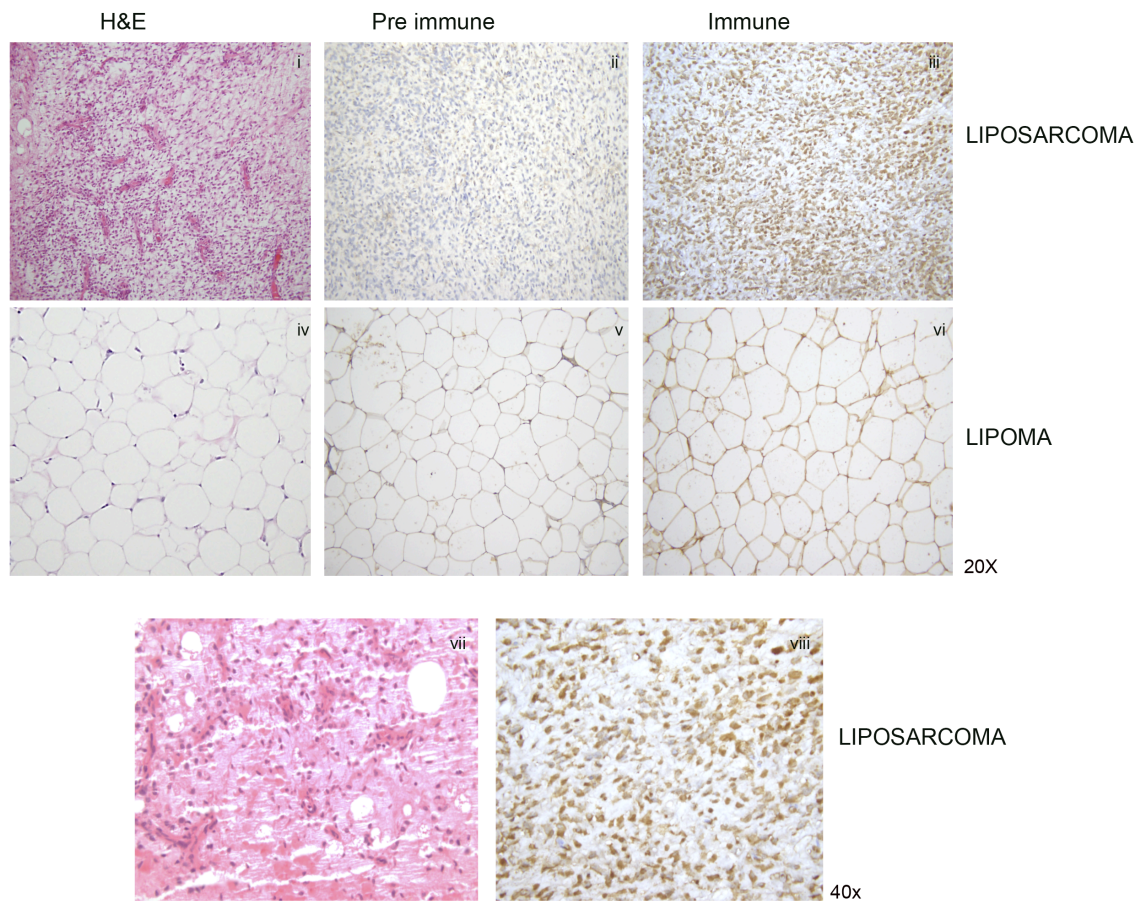 H&E Pre immune Immune
i ii iii
LIPOSARCOMA
iv v vi
LIPOMA
20X
vii viii
LIPOSARCOMA
40x